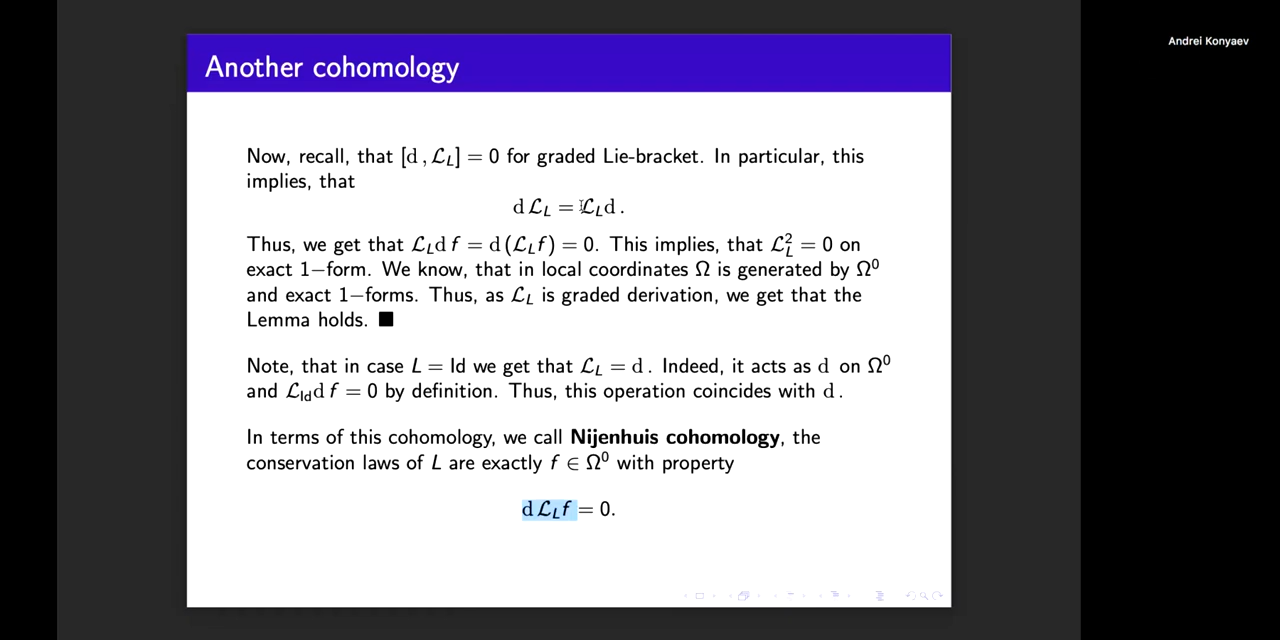 Andrei Konyaev
Another cohomology
Now, recall, that [d , ℒ_L] = 0 for graded Lie-bracket. In particular, this
implies, that
d ℒ_L = ℒ_L d .
Thus, we get that ℒ_L d f = d (ℒ_L f) = 0. This implies, that ℒ_L^2 = 0 on
exact 1−form. We know, that in local coordinates Ω is generated by Ω^0
and exact 1−forms. Thus, as ℒ_L is graded derivation, we get that the
Lemma holds. ■
Note, that in case L = Id we get that ℒ_L = d . Indeed, it acts as d on Ω^0
and ℒ_Id d f = 0 by definition. Thus, this operation coincides with d .
In terms of this cohomology, we call Nijenhuis cohomology, the
conservation laws of L are exactly f ∈ Ω^0 with property
d ℒ_L f = 0.